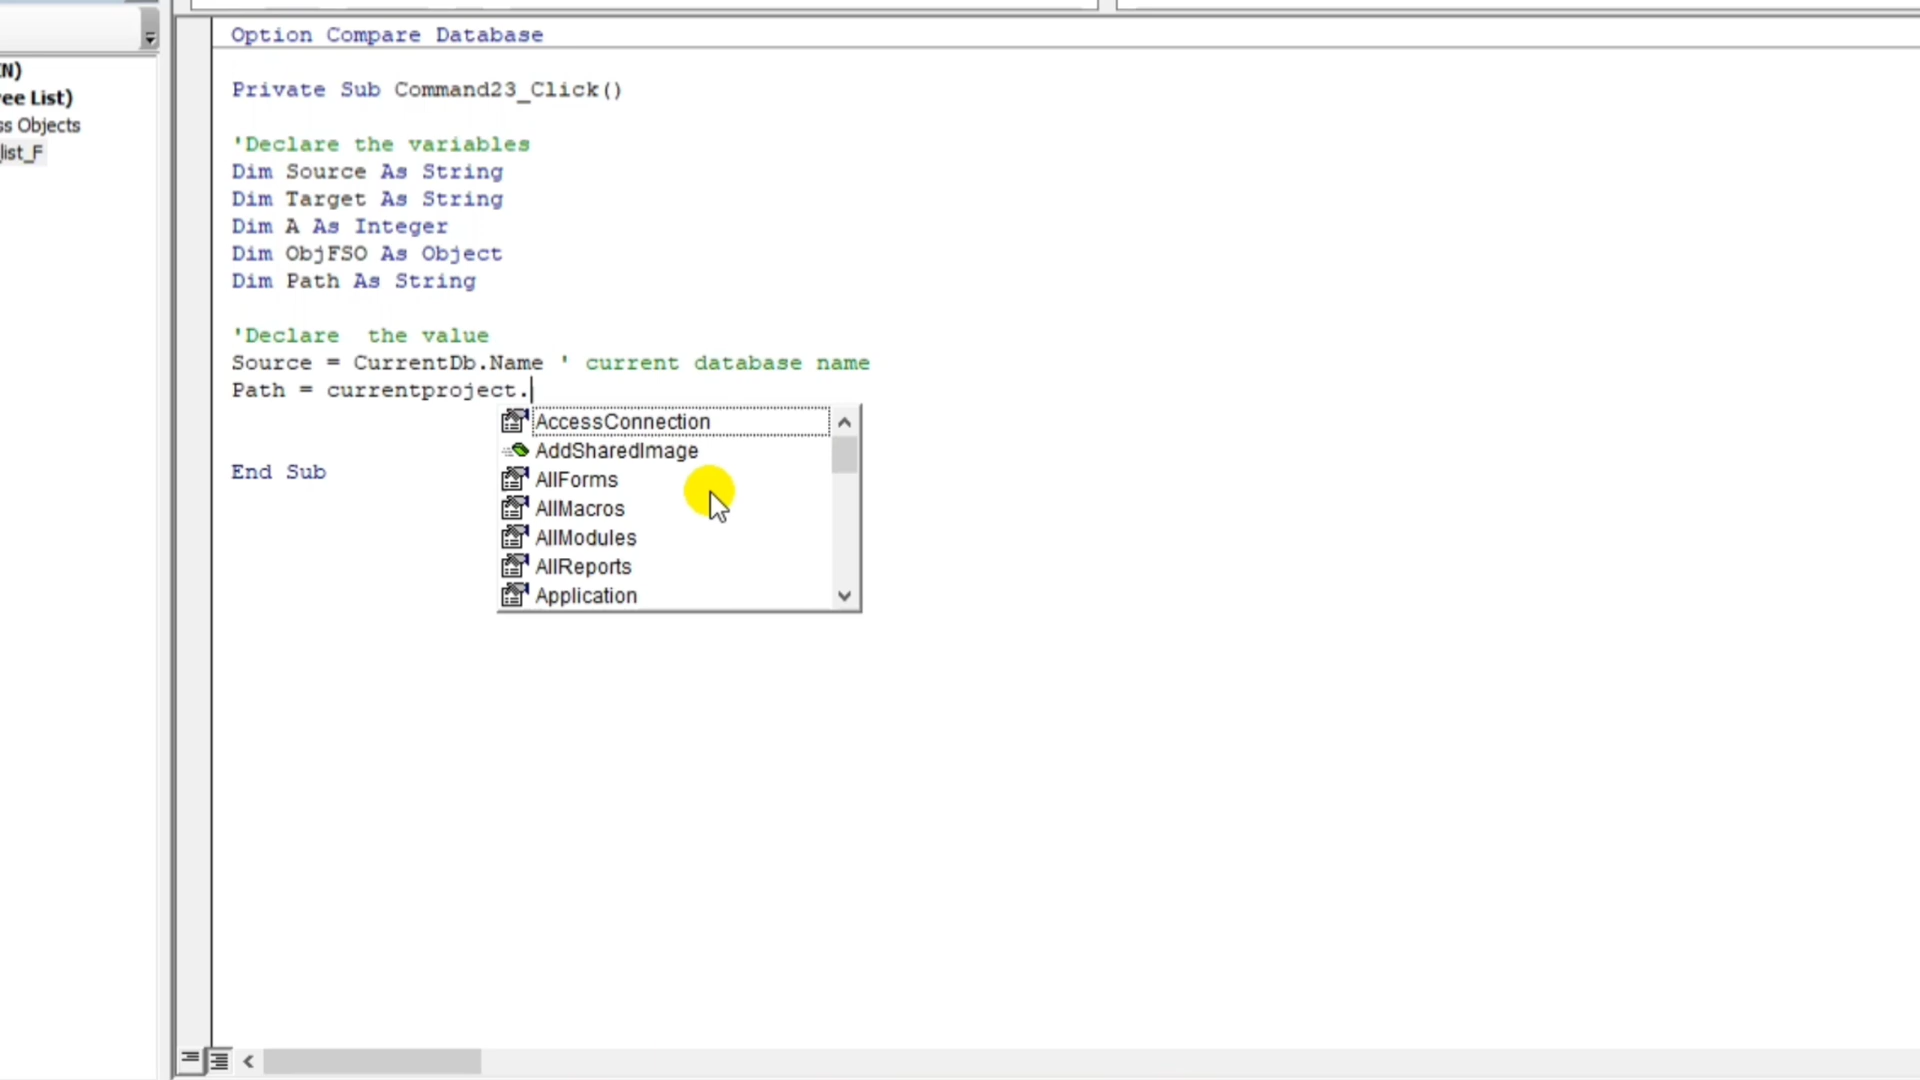 N)
ree List)
ss Objects
list_F
Option Compare Database
Private Sub Command23_Click()
'Declare the variables
Dim Source As String
Dim Target As String
Dim A As Integer
Dim ObjFSO As Object
Dim Path As String
'Declare  the value
Source = CurrentDb.Name ' current database name
Path = currentproject.
AccessConnection
AddSharedImage
AllForms
AllMacros
AllModules
AllReports
Application
End Sub